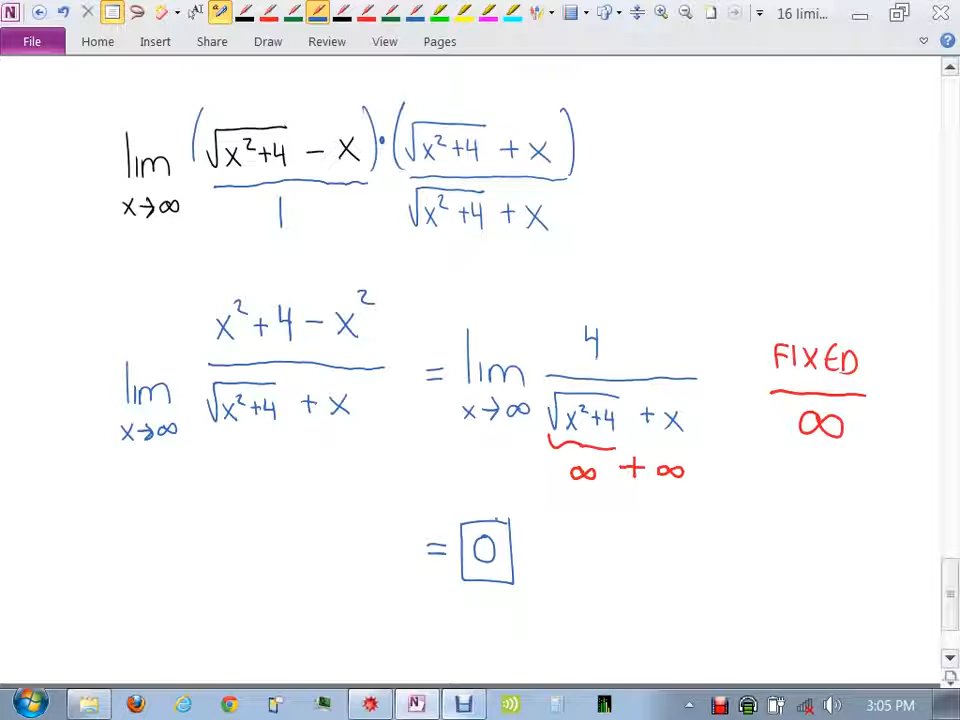 16 limi...
File Home Insert Share Draw Review View Pages
lim x→∞ (√x²+4 − x)/1 · (√x²+4 + x)/(√x²+4 + x)
lim x→∞ (x²+4 − x²)/(√x²+4 + x) = lim x→∞ 4/(√x²+4 + x)
∞ + ∞
FIXED
∞
= 0
3:05 PM